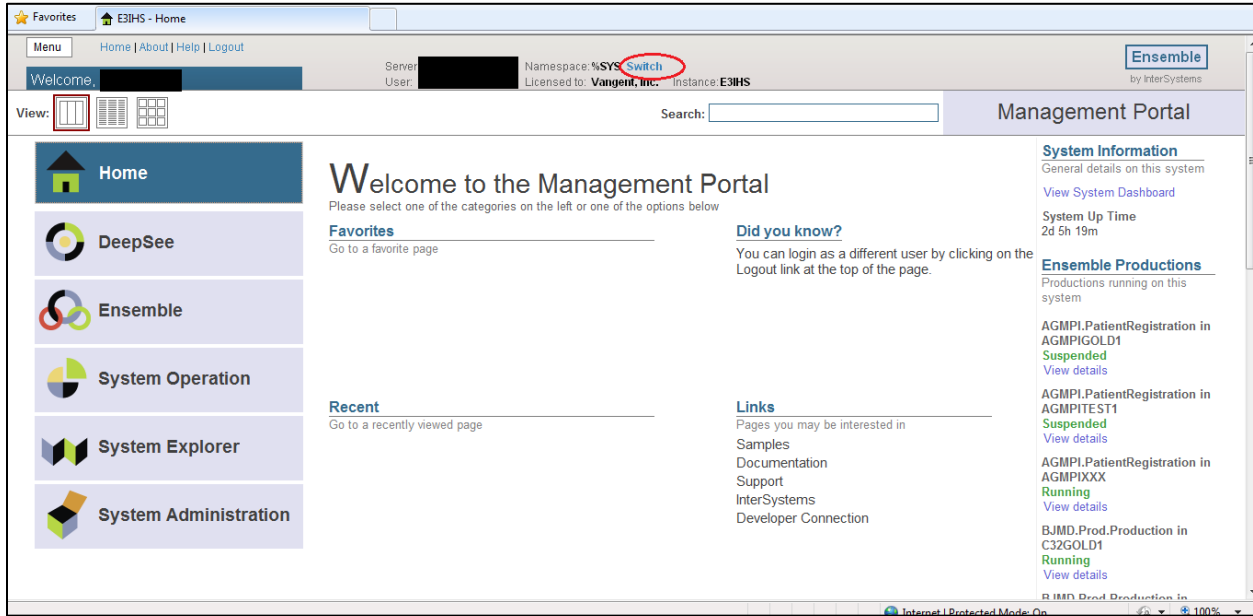 Favorites
E3IHS - Home
Menu
Home | About | Help | Logout
Welcome,
Server
User:
Namespace: %SYS Switch
Licensed to: Vangent, Inc. Instance: E3IHS
Ensemble
by InterSystems
View:
Search:
Management Portal
Home
DeepSee
Ensemble
System Operation
System Explorer
System Administration
Welcome to the Management Portal
Please select one of the categories on the left or one of the options below
Favorites
Go to a favorite page
Did you know?
You can login as a different user by clicking on the
Logout link at the top of the page.
Recent
Go to a recently viewed page
Links
Pages you may be interested in
Samples
Documentation
Support
InterSystems
Developer Connection
System Information
General details on this system
View System Dashboard
System Up Time
2d 5h 19m
Ensemble Productions
Productions running on this
system
AGMPI.PatientRegistration in
AGMPIGOLD1
Suspended
View details
AGMPI.PatientRegistration in
AGMPITEST1
Suspended
View details
AGMPI.PatientRegistration in
AGMPIXXX
Running
View details
BJMD.Prod.Production in
C32GOLD1
Running
View details
BJMD.Prod.Production in
Internet | Protected Mode: On
100%